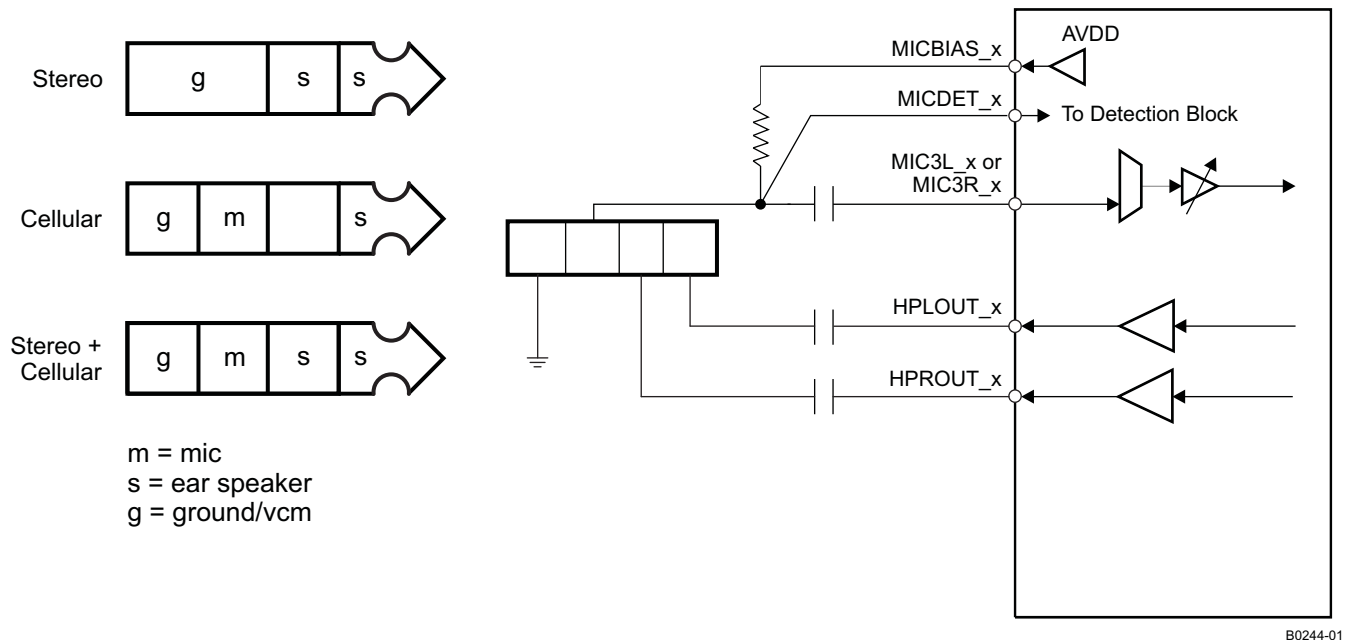 Stereo
g s s
Cellular
g m s
Stereo +
Cellular
g m s s
m = mic
s = ear speaker
g = ground/vcm
MICBIAS_x
AVDD
MICDET_x
To Detection Block
MIC3L_x or
MIC3R_x
HPLOUT_x
HPROUT_x
B0244-01